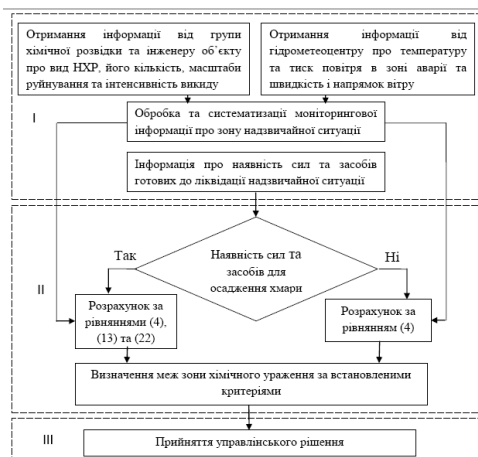 Отримання інформації від групи
хімічної розвідки та інженеру об’єкту
про вид НХР, його кількість, масштаби
руйнування та інтенсивність викиду
Отримання інформації від
гідрометеоцентру про температуру
та тиск повітря в зоні аварії та
швидкість і напрямок вітру
I
Обробка та систематизації моніторингової
інформації про зону надзвичайної ситуації
Інформація про наявність сил та засобів
готових до ліквідації надзвичайної ситуації
II
Так
Наявність сил та
засобів для
осадження хмари
Ні
Розрахунок за
рівняннями (4),
(13) та (22)
Розрахунок за
рівнянням (4)
Визначення меж зони хімічного ураження за встановленими
критеріями
III
Прийняття управлінського рішення